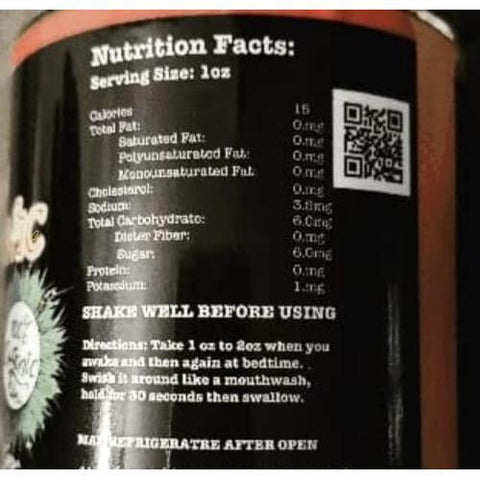 Nutrition Facts:
Serving Size: 1oz
Calories 15
Total Fat: 0.mg
Saturated Fat: 0.mg
Polyunsaturated Fat: 0.mg
Monounsaturated Fat: 0.mg
Cholesterol: 0.mg
Sodium: 3.8mg
Total Carbohydrate: 6.0mg
Dieter Fiber: 0.mg
Sugar: 6.0mg
Protein: 0.mg
Potassium: 1.mg
SHAKE WELL BEFORE USING
Directions: Take 1 oz to 2oz when you
awake and then again at bedtime. .
Swish it around like a mouthwash,
hold for 30 seconds then swallow.
REFRIGERATRE AFTER OPEN